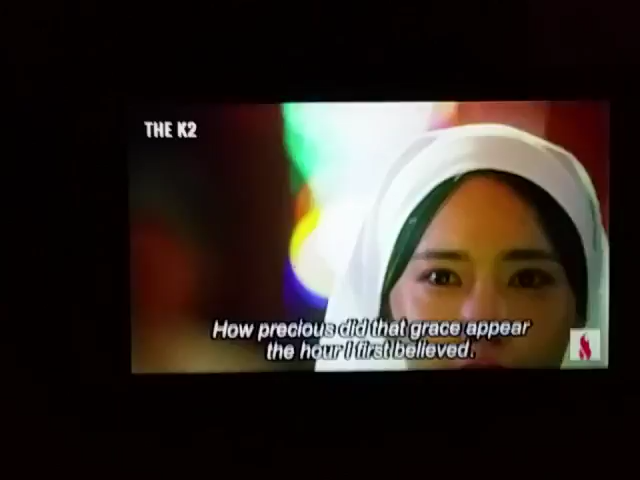 THE K2
How precious did that grace appear
the hour I first believed.